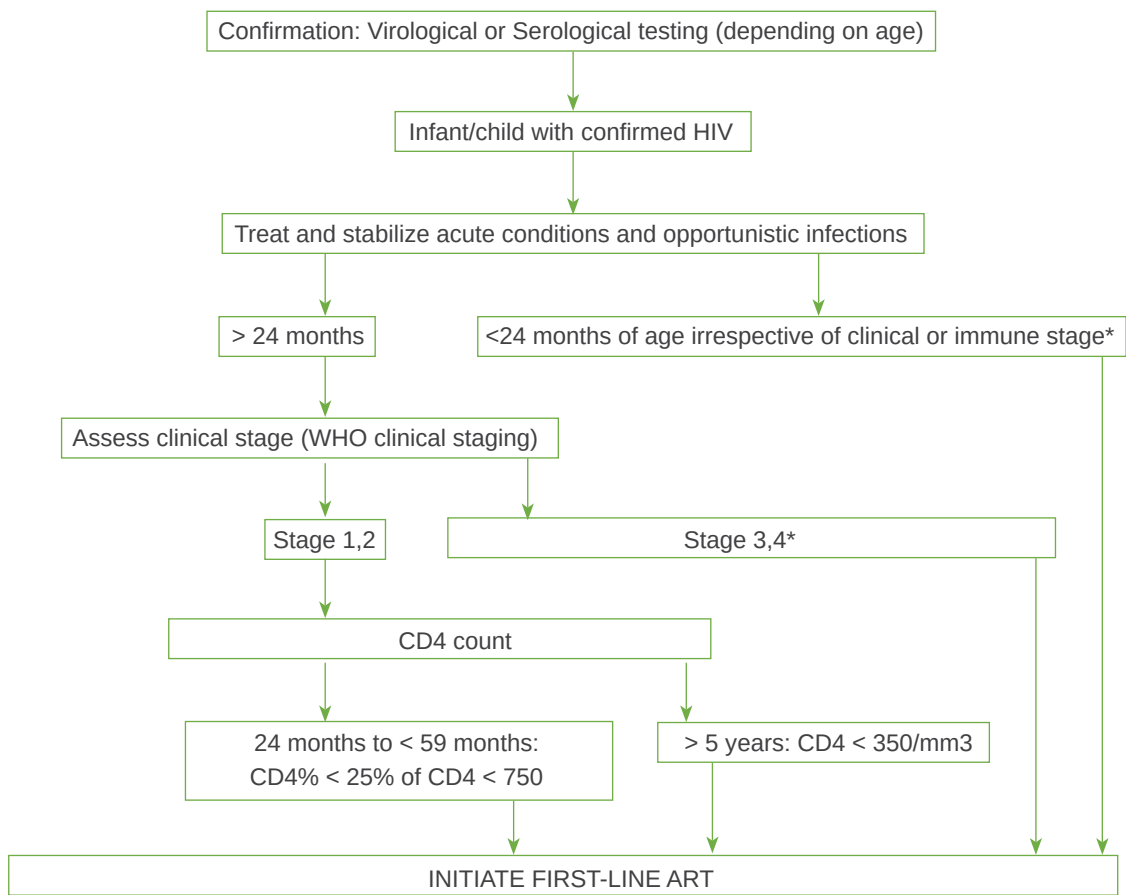 Confirmation: Virological or Serological testing (depending on age)
Infant/child with confirmed HIV
Treat and stabilize acute conditions and opportunistic infections
> 24 months
<24 months of age irrespective of clinical or immune stage*
Assess clinical stage (WHO clinical staging)
Stage 1,2
Stage 3,4*
CD4 count
24 months to < 59 months:
CD4% < 25% of CD4 < 750
> 5 years: CD4 < 350/mm3
INITIATE FIRST-LINE ART